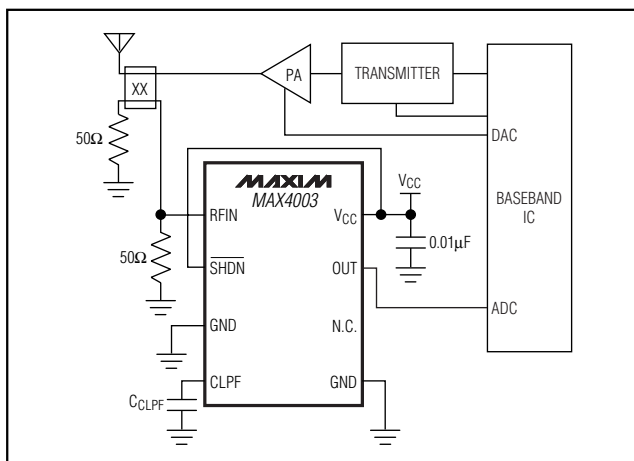 PA
TRANSMITTER
XX
50Ω
DAC
MAXIM
MAX4003
VCC
BASEBAND
IC
RFIN
VCC
0.01µF
50Ω
SHDN
OUT
GND
N.C.
ADC
CLPF
GND
CCLPF